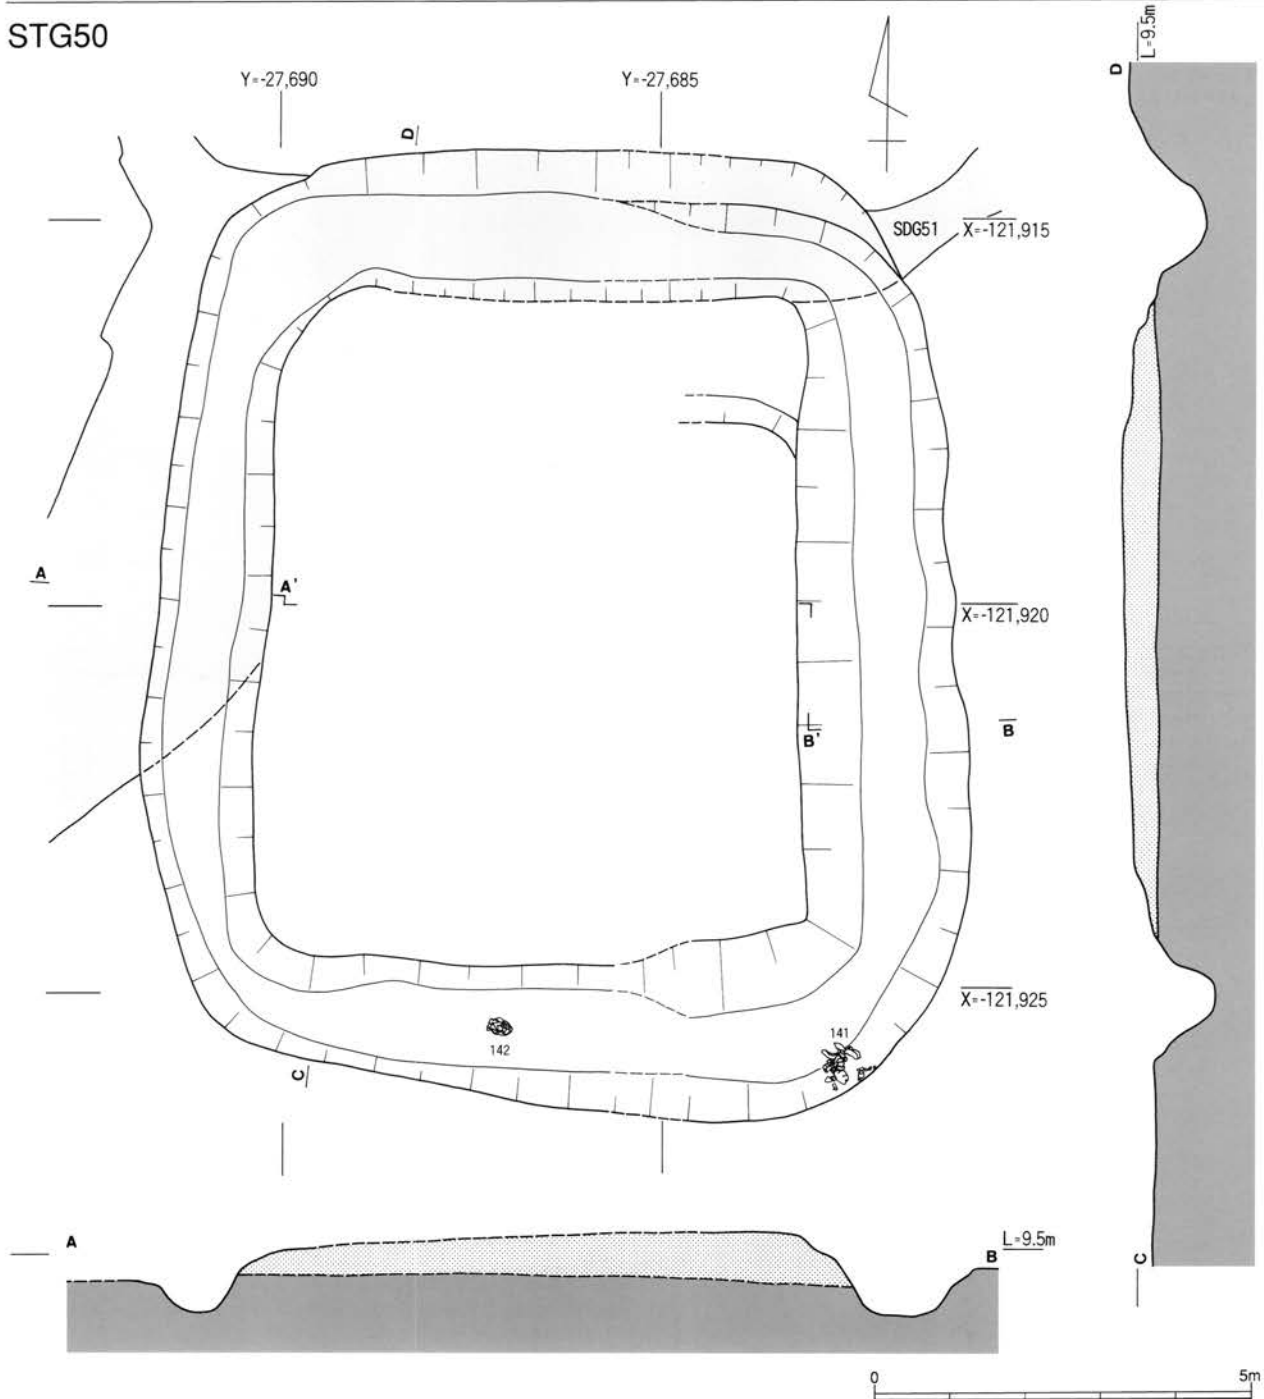 STG50
L=9.5m
D
Y=-27,690
Y=-27,685
D
SDG51
X=-121,915
A
A'
X=-121,920
B
B'
X=-121,925
141
142
C
A
L=9.5m
B
C
0
5m